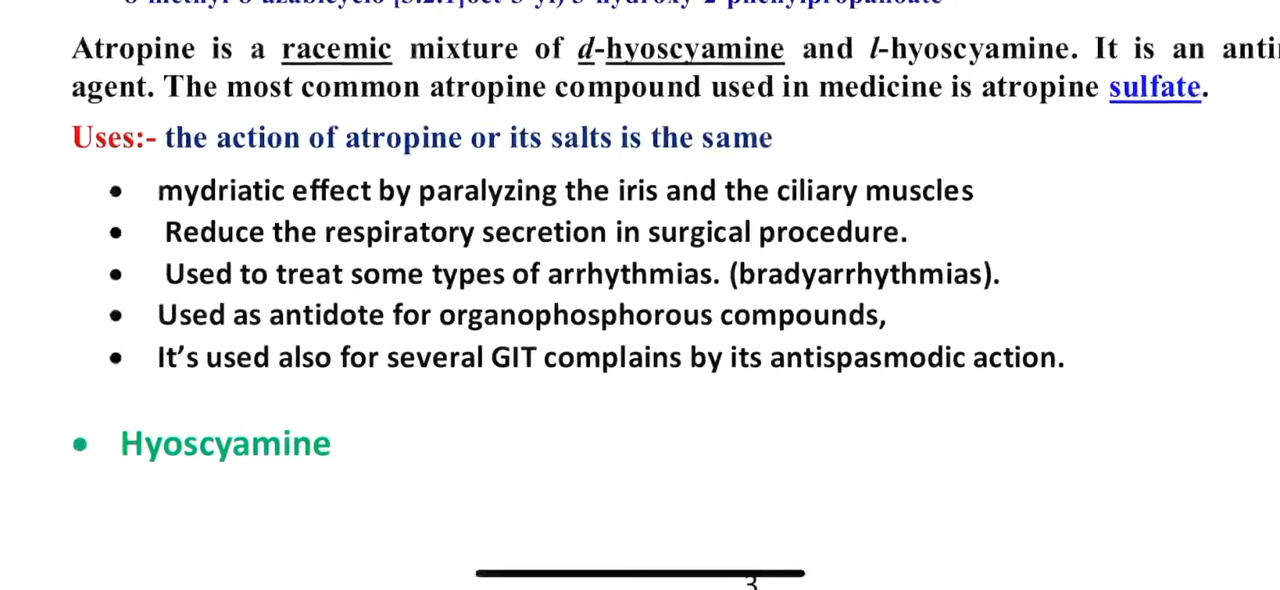 Atropine is a racemic mixture of d-hyoscyamine and l-hyoscyamine. It is an
agent. The most common atropine compound used in medicine is atropine sulfate.
Uses:- the action of atropine or its salts is the same
• mydriatic effect by paralyzing the iris and the ciliary muscles
• Reduce the respiratory secretion in surgical procedure.
• Used to treat some types of arrhythmias. (bradyarrhythmias).
• Used as antidote for organophosphorous compounds,
• It’s used also for several GIT complains by its antispasmodic action.
• Hyoscyamine
3